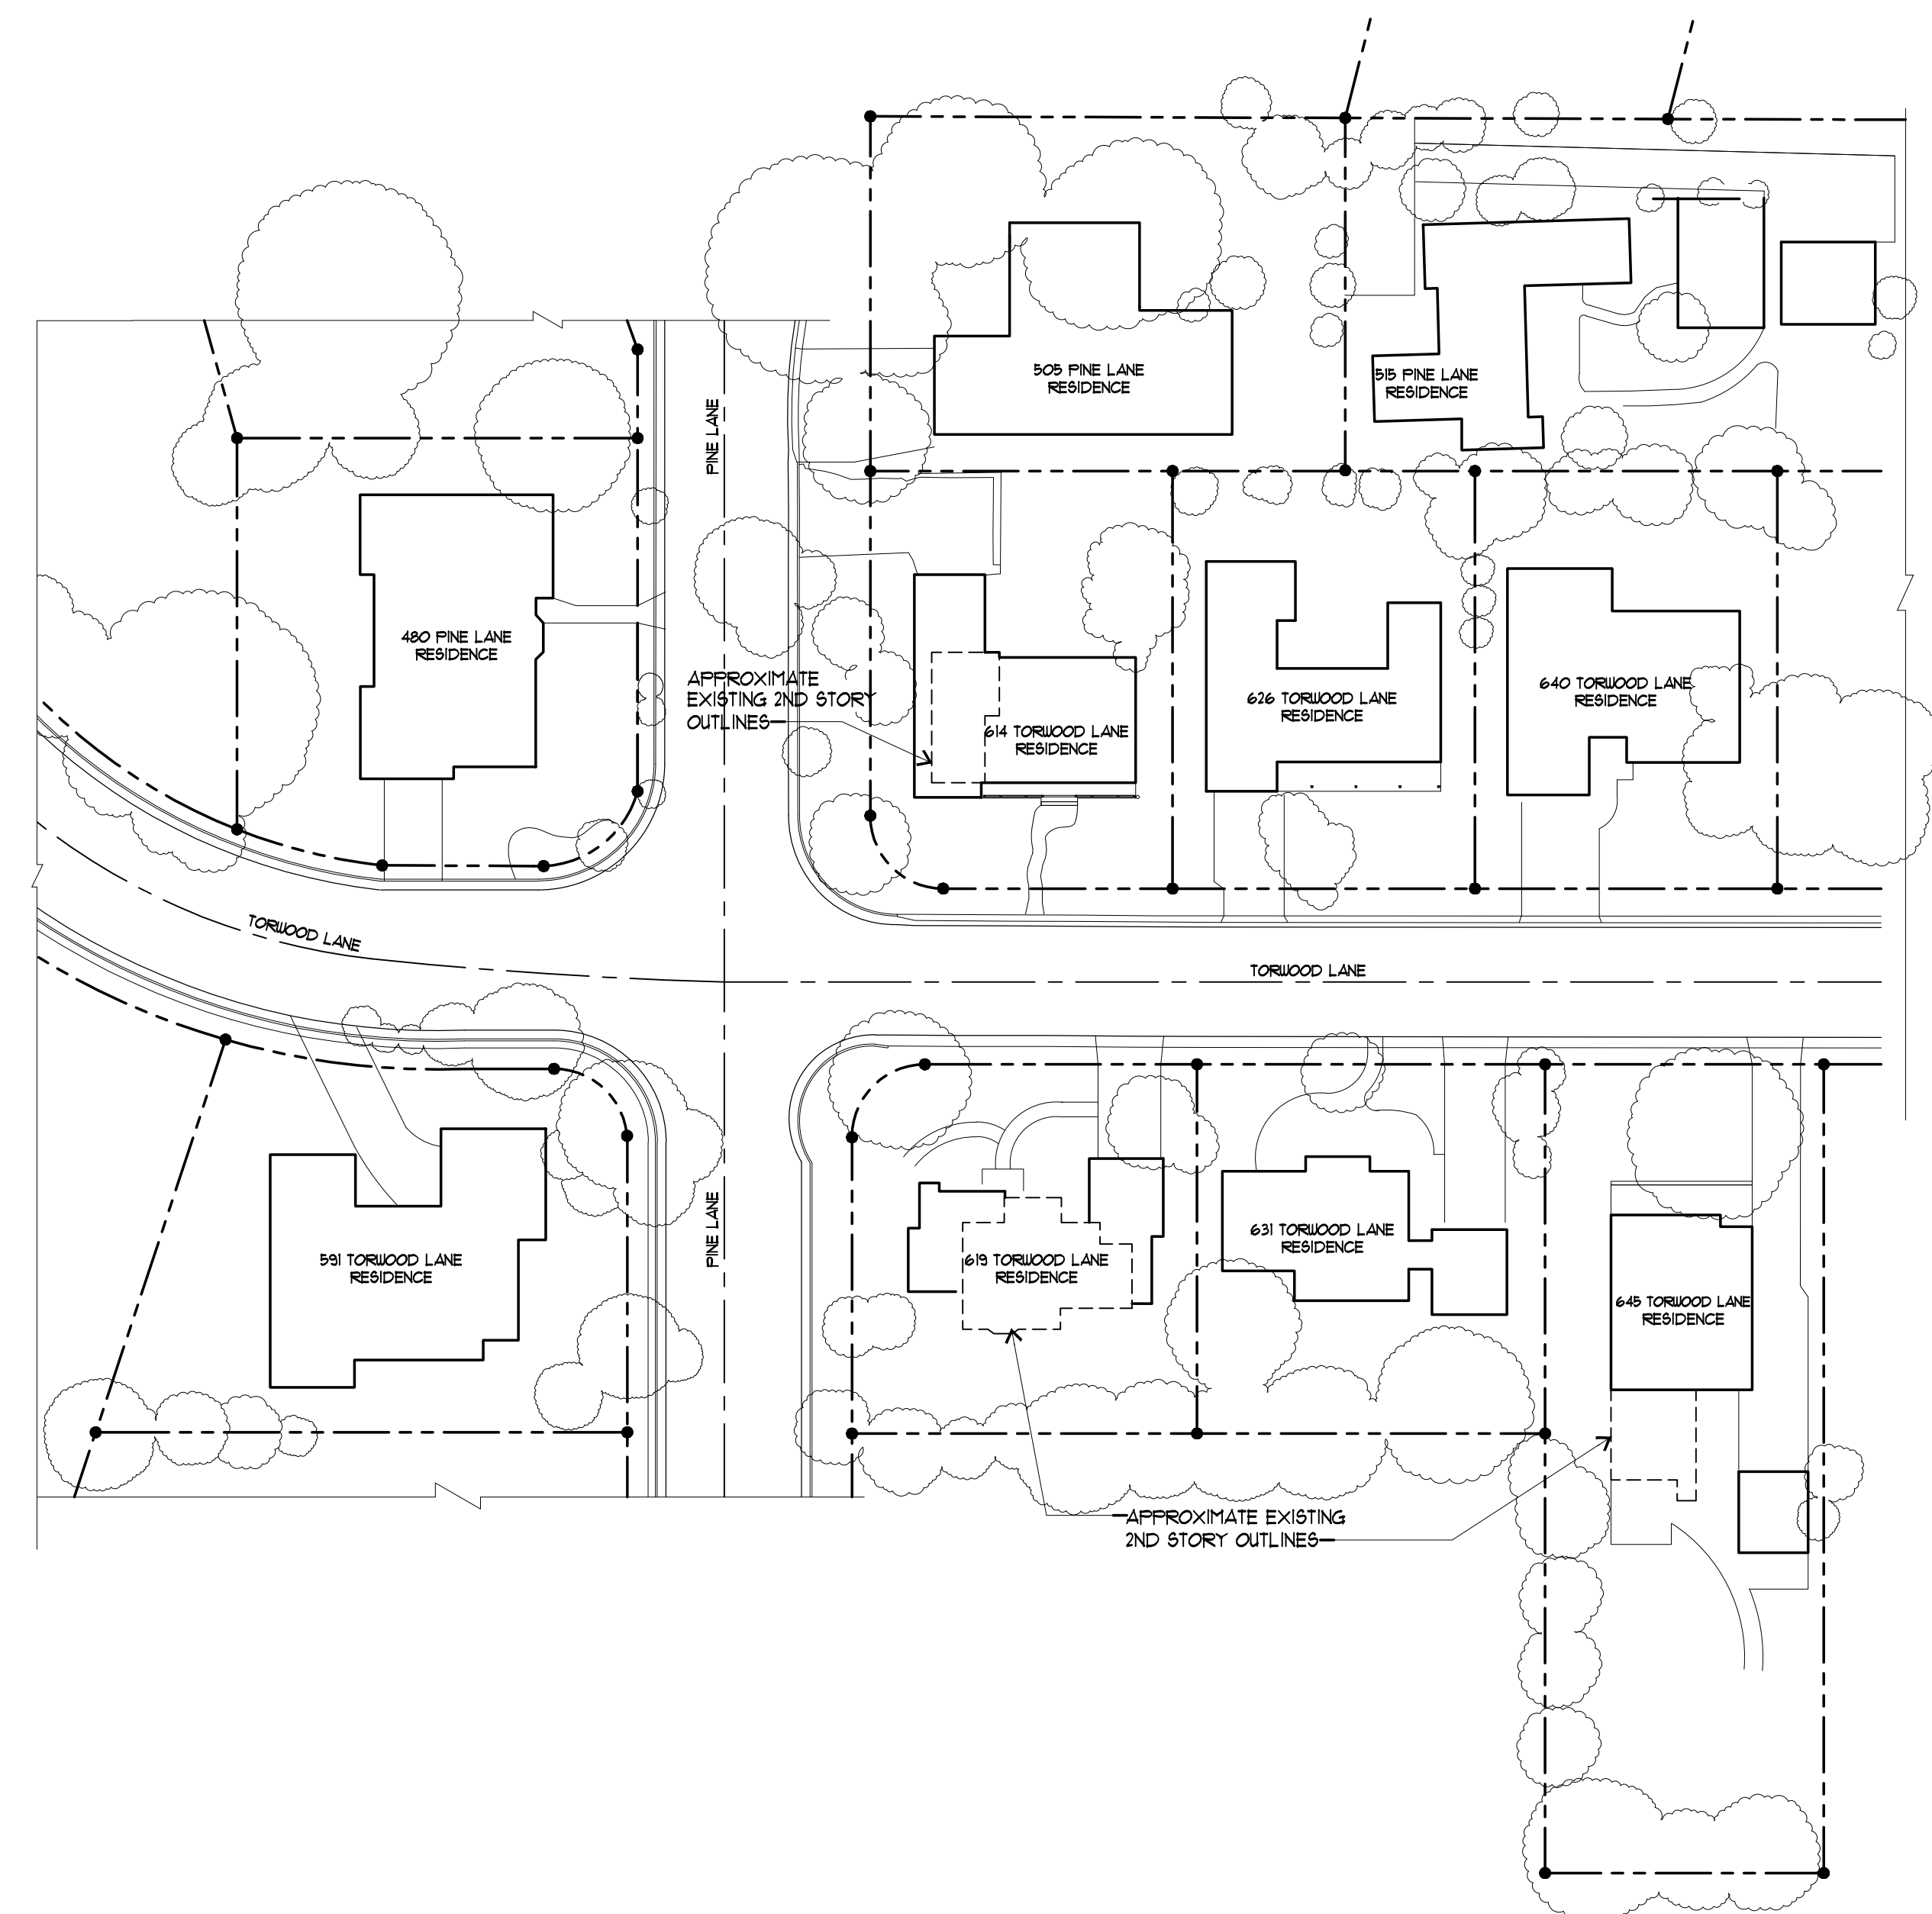 505 PINE LANE
RESIDENCE
515 PINE LANE
RESIDENCE
PINE LANE
480 PINE LANE
RESIDENCE
APPROXIMATE
EXISTING 2ND STORY
OUTLINES
614 TORWOOD LANE
RESIDENCE
626 TORWOOD LANE
RESIDENCE
640 TORWOOD LANE
RESIDENCE
TORWOOD LANE
TORWOOD LANE
PINE LANE
591 TORWOOD LANE
RESIDENCE
619 TORWOOD LANE
RESIDENCE
631 TORWOOD LANE
RESIDENCE
645 TORWOOD LANE
RESIDENCE
APPROXIMATE EXISTING
2ND STORY OUTLINES